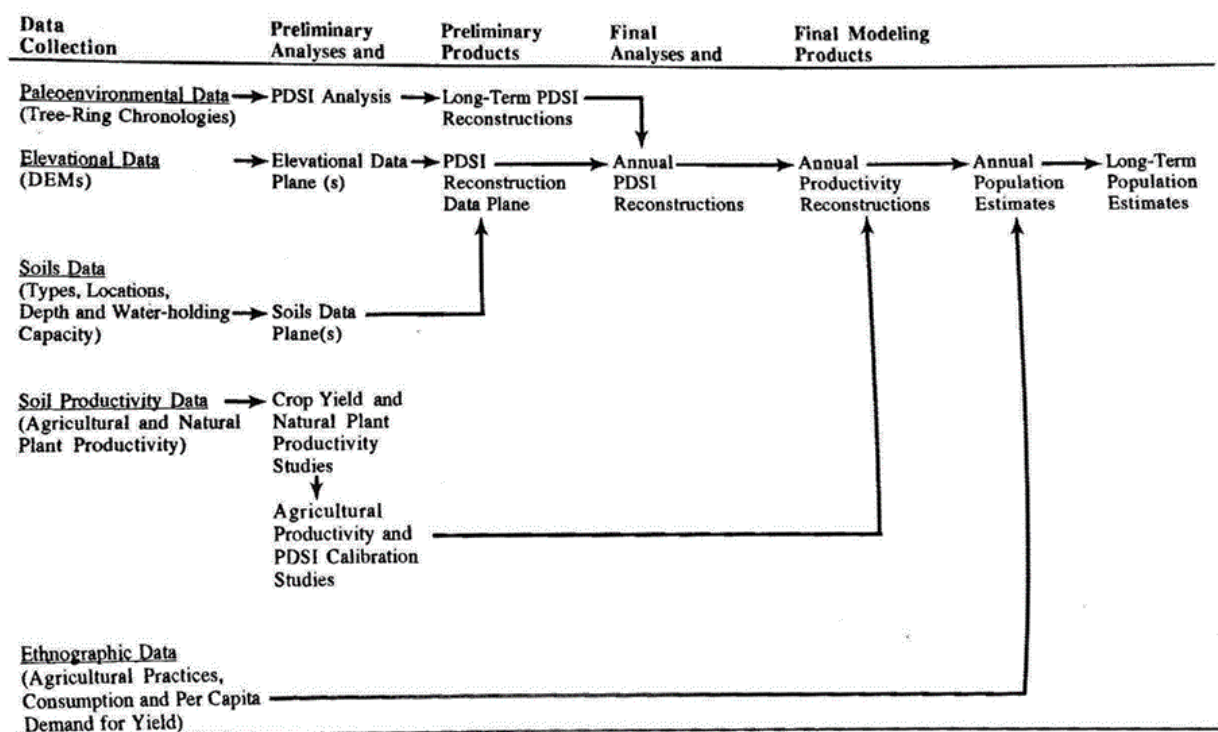 Data
Collection
Preliminary
Analyses and
Preliminary
Products
Final
Analyses and
Final Modeling
Products
Paleoenvironmental Data
(Tree-Ring Chronologies)
PDSI Analysis
Long-Term PDSI
Reconstructions
Elevational Data
(DEMs)
Elevational Data
Plane (s)
PDSI
Reconstruction
Data Plane
Annual
PDSI
Reconstructions
Annual
Productivity
Reconstructions
Annual
Population
Estimates
Long-Term
Population
Estimates
Soils Data
(Types, Locations,
Depth and Water-holding
Capacity)
Soils Data
Plane(s)
Soil Productivity Data
(Agricultural and Natural
Plant Productivity)
Crop Yield and
Natural Plant
Productivity
Studies
Agricultural
Productivity and
PDSI Calibration
Studies
Ethnographic Data
(Agricultural Practices,
Consumption and Per Capita
Demand for Yield)